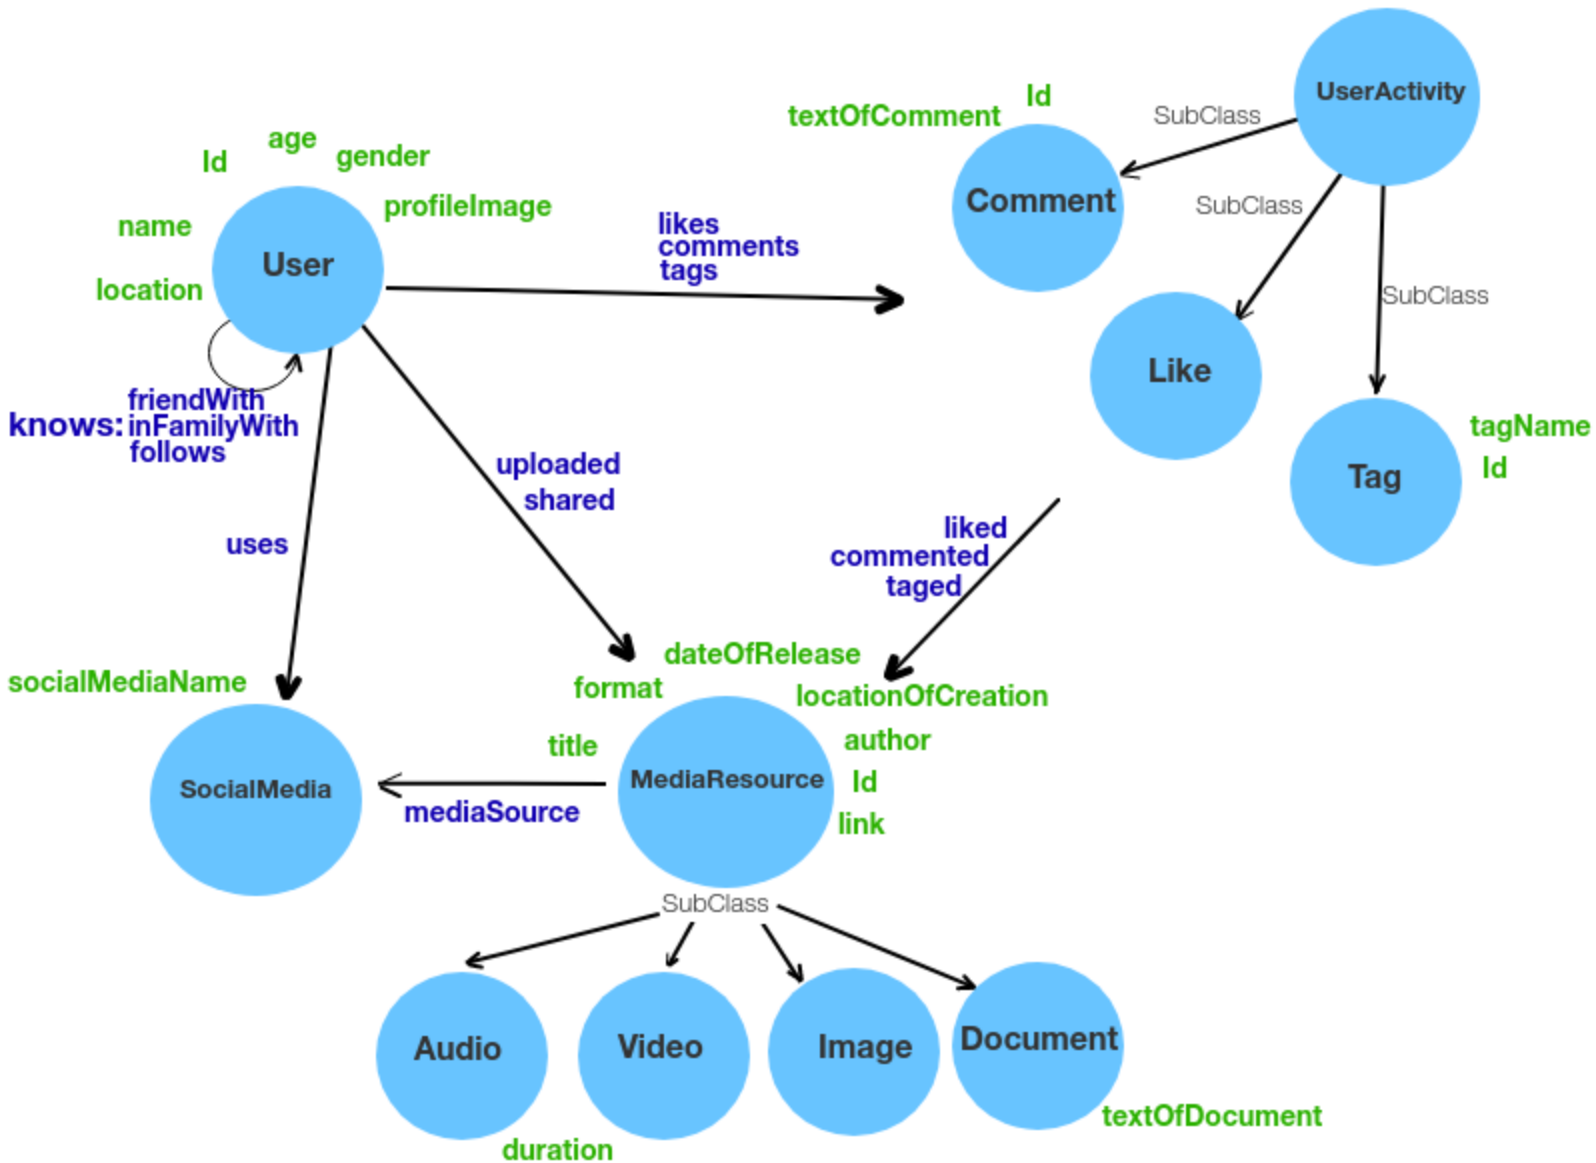 UserActivity
Id
textOfComment
SubClass
Comment
SubClass
SubClass
Like
tagName
Id
Tag
age
gender
Id
profileImage
name
User
location
likes
comments
tags
knows:
friendWith
inFamilyWith
follows
uploaded
shared
uses
liked
commented
taged
dateOfRelease
format
locationOfCreation
socialMediaName
title
author
MediaResource
Id
link
SocialMedia
mediaSource
SubClass
Audio
Video
Image
Document
duration
textOfDocument